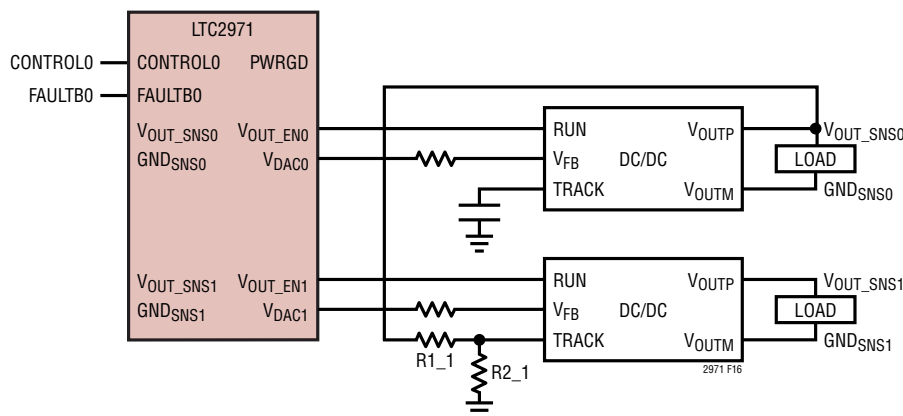 LTC2971
CONTROL0
CONTROL0
PWRGD
FAULTB0
FAULTB0
VOUT_SNS0
VOUT_EN0
GNDSNS0
VDAC0
VOUT_SNS1
VOUT_EN1
GNDSNS1
VDAC1
RUN
VOUTP
VFB
DC/DC
TRACK
VOUTM
VOUT_SNS0
LOAD
GNDSNS0
RUN
VOUTP
VFB
DC/DC
TRACK
VOUTM
VOUT_SNS1
LOAD
GNDSNS1
R1_1
R2_1
2971 F16